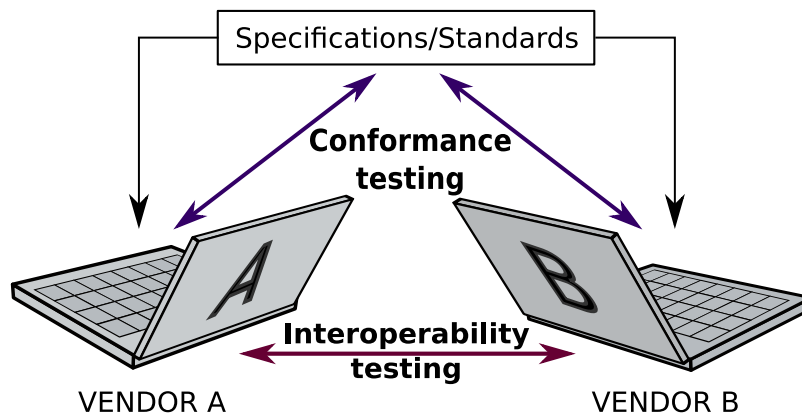 Specifications/Standards
Conformance
testing
A
B
Interoperability
testing
VENDOR A
VENDOR B